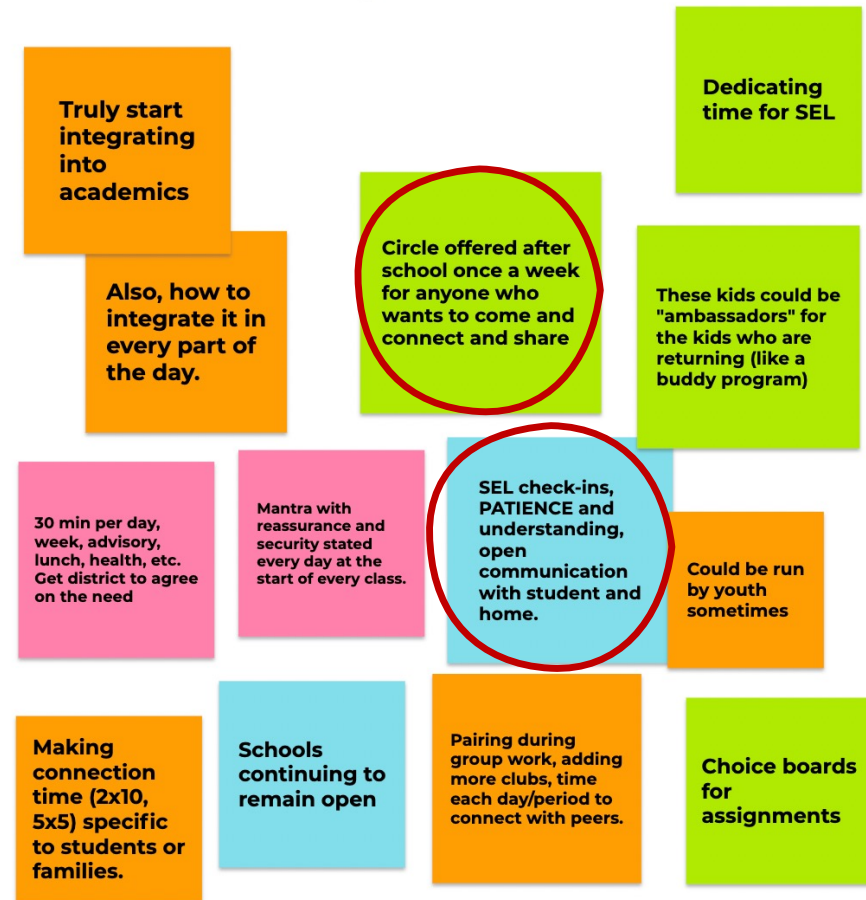 Truly start
integrating
into
academics
Dedicating
time for SEL
Also, how to
integrate it in
every part of
the day.
Circle offered after
school once a week
for anyone who
wants to come and
connect and share
These kids could be
"ambassadors" for
the kids who are
returning (like a
buddy program)
30 min per day,
week, advisory,
lunch, health, etc.
Get district to agree
on the need
Mantra with
reassurance and
security stated
every day at the
start of every class.
SEL check-ins,
PATIENCE and
understanding,
open
communication
with student and
home.
Could be run
by youth
sometimes
Making
connection
time (2x10,
5x5) specific
to students or
families.
Schools
continuing to
remain open
Pairing during
group work, adding
more clubs, time
each day/period to
connect with peers.
Choice boards
for
assignments